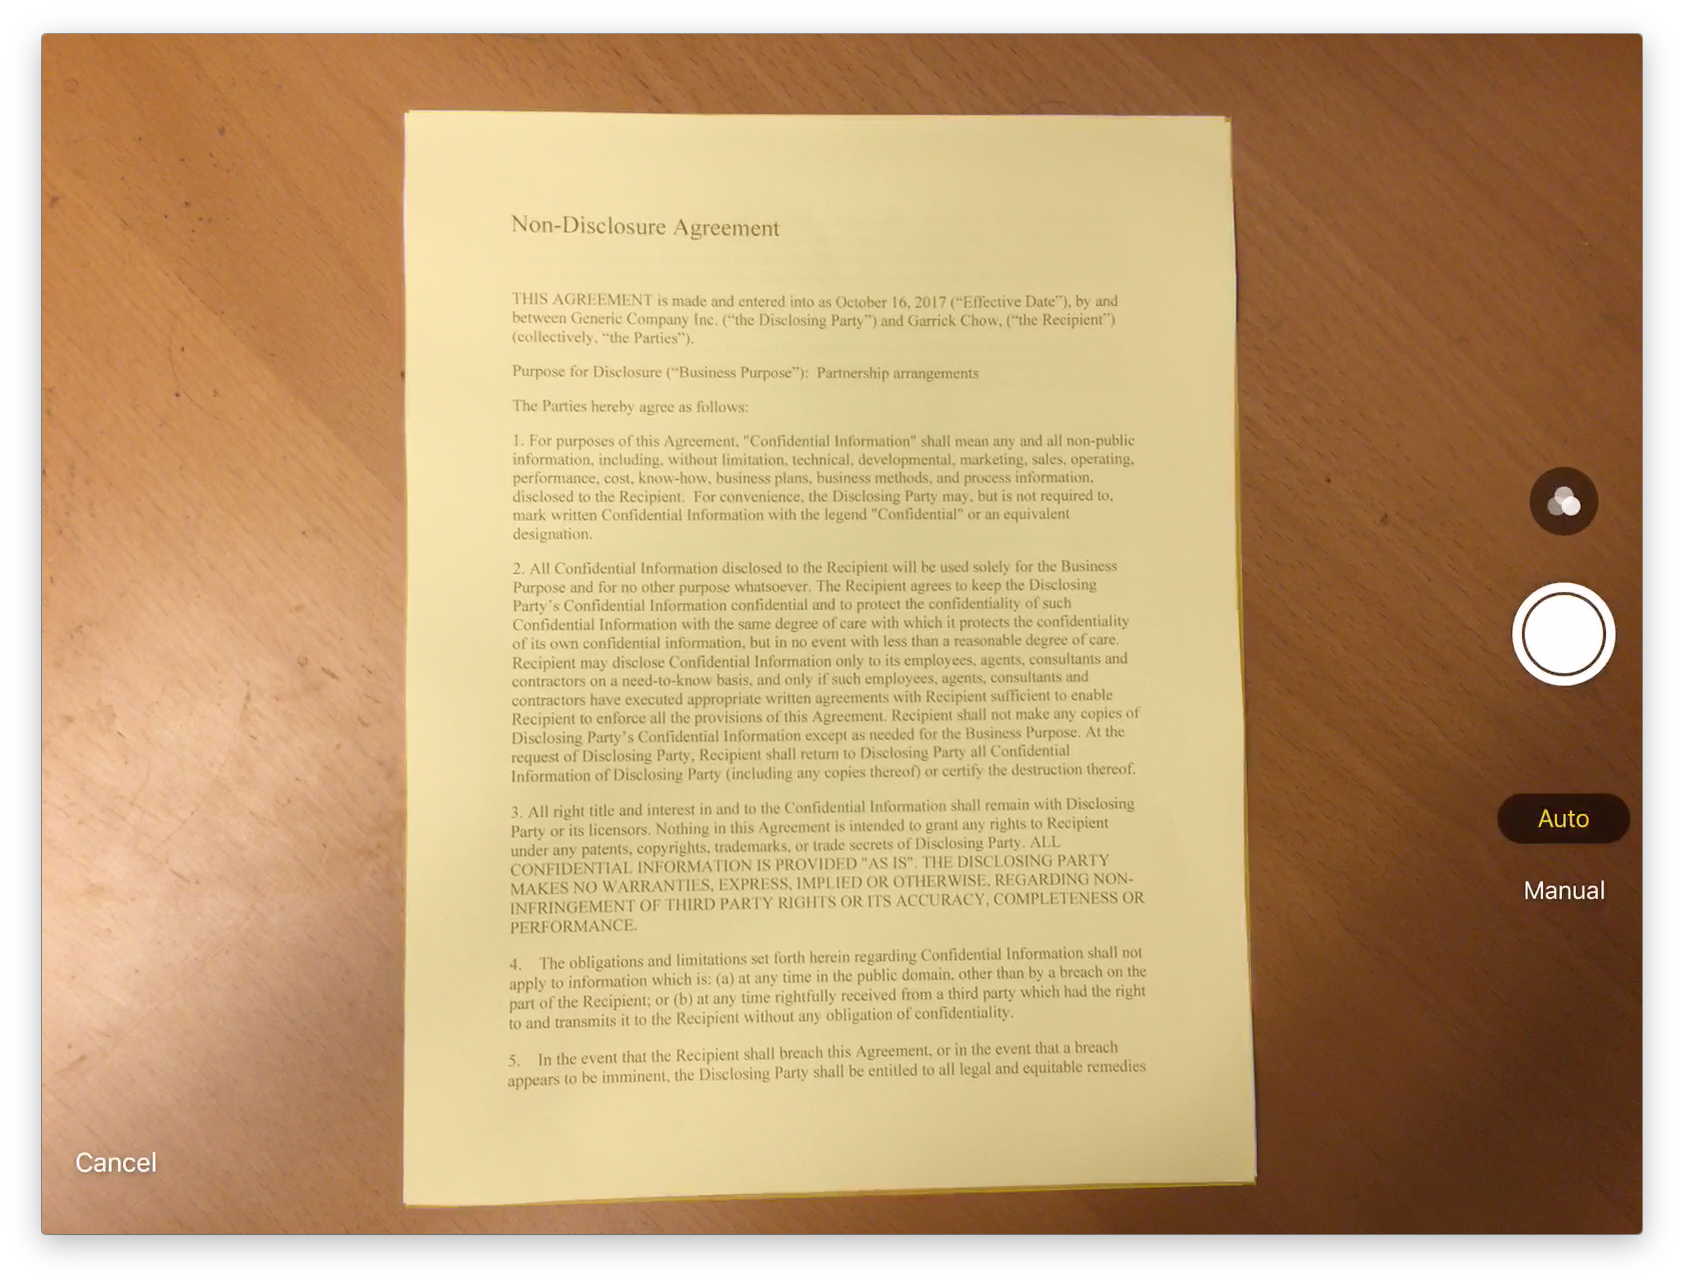 Non-Disclosure Agreement
THIS AGREEMENT is made and entered into as October 16, 2017 (“Effective Date”), by and
between Generic Company Inc. (“the Disclosing Party”) and Garrick Chow, (“the Recipient”)
(collectively, “the Parties”).
Purpose for Disclosure (“Business Purpose”):  Partnership arrangements
The Parties hereby agree as follows:
1. For purposes of this Agreement, "Confidential Information" shall mean any and all non-public
information, including, without limitation, technical, developmental, marketing, sales, operating,
performance, cost, know-how, business plans, business methods, and process information,
disclosed to the Recipient.  For convenience, the Disclosing Party may, but is not required to,
mark written Confidential Information with the legend "Confidential" or an equivalent
designation.
2. All Confidential Information disclosed to the Recipient will be used solely for the Business
Purpose and for no other purpose whatsoever. The Recipient agrees to keep the Disclosing
Party’s Confidential Information confidential and to protect the confidentiality of such
Confidential Information with the same degree of care with which it protects the confidentiality
of its own confidential information, but in no event with less than a reasonable degree of care.
Recipient may disclose Confidential Information only to its employees, agents, consultants and
contractors on a need-to-know basis, and only if such employees, agents, consultants and
contractors have executed appropriate written agreements with Recipient sufficient to enable
Recipient to enforce all the provisions of this Agreement. Recipient shall not make any copies of
Disclosing Party’s Confidential Information except as needed for the Business Purpose. At the
request of Disclosing Party, Recipient shall return to Disclosing Party all Confidential
Information of Disclosing Party (including any copies thereof) or certify the destruction thereof.
3. All right title and interest in and to the Confidential Information shall remain with Disclosing
Party or its licensors. Nothing in this Agreement is intended to grant any rights to Recipient
under any patents, copyrights, trademarks, or trade secrets of Disclosing Party. ALL
CONFIDENTIAL INFORMATION IS PROVIDED "AS IS". THE DISCLOSING PARTY
MAKES NO WARRANTIES, EXPRESS, IMPLIED OR OTHERWISE, REGARDING NON-
INFRINGEMENT OF THIRD PARTY RIGHTS OR ITS ACCURACY, COMPLETENESS OR
PERFORMANCE.
4.    The obligations and limitations set forth herein regarding Confidential Information shall not
apply to information which is: (a) at any time in the public domain, other than by a breach on the
part of the Recipient; or (b) at any time rightfully received from a third party which had the right
to and transmits it to the Recipient without any obligation of confidentiality.
5.    In the event that the Recipient shall breach this Agreement, or in the event that a breach
appears to be imminent, the Disclosing Party shall be entitled to all legal and equitable remedies
Auto
Manual
Cancel